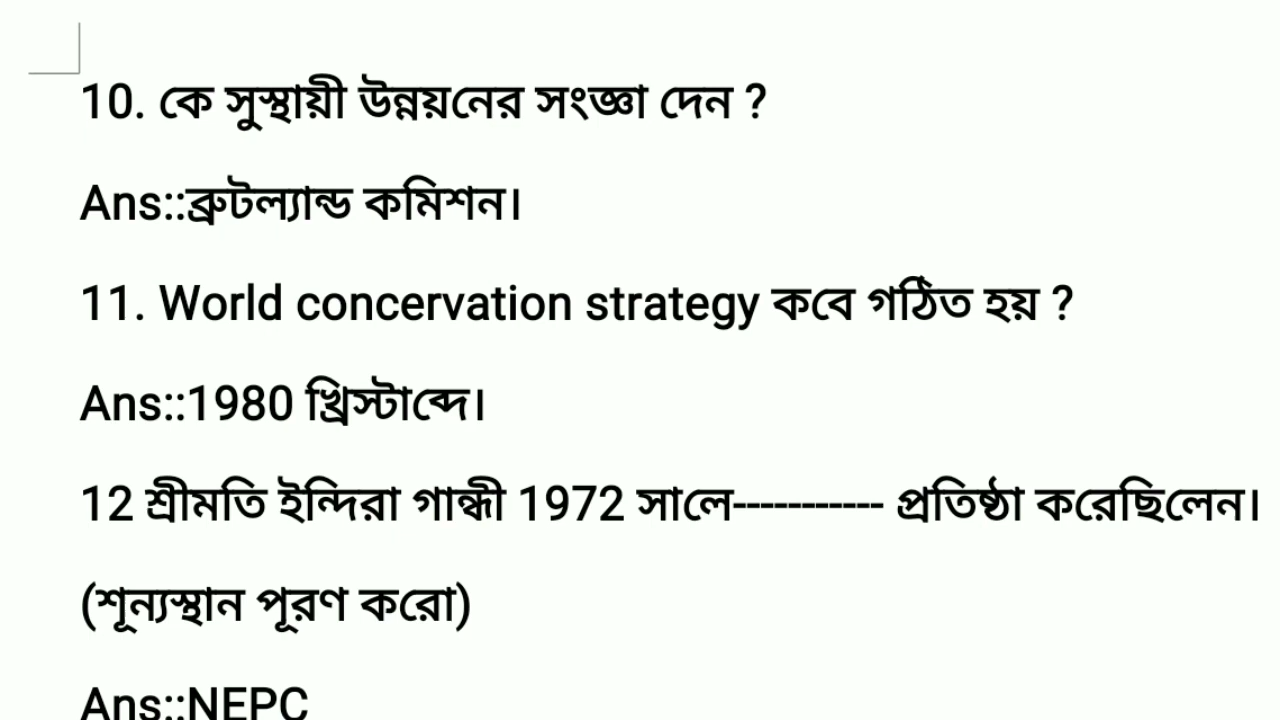 10. কে সুস্থায়ী উন্নয়নের সংজ্ঞা দেন ?
Ans::ব্রুটল্যান্ড কমিশন।
11. World concervation strategy কবে গঠিত হয় ?
Ans::1980 খ্রিস্টাব্দে।
12 শ্রীমতি ইন্দিরা গান্ধী 1972 সালে----------- প্রতিষ্ঠা করেছিলেন।
(শূন্যস্থান পূরণ করো)
Ans::NEPC